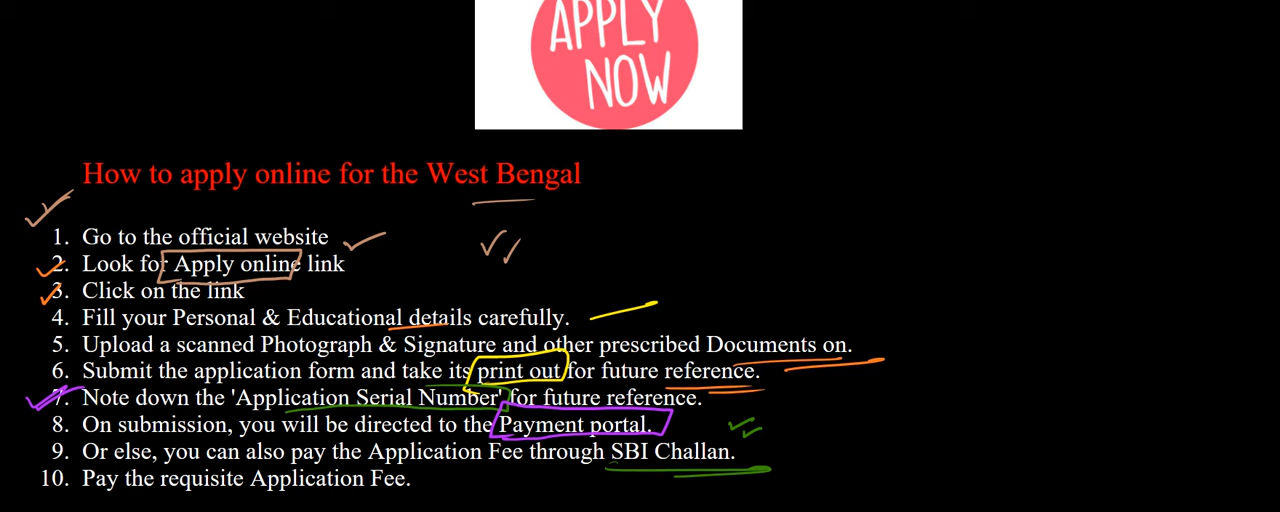 APPLY
NOW
How to apply online for the West Bengal
1. Go to the official website
2. Look for Apply online link
3. Click on the link
4. Fill your Personal & Educational details carefully.
5. Upload a scanned Photograph & Signature and other prescribed Documents on.
6. Submit the application form and take its print out for future reference.
7. Note down the 'Application Serial Number' for future reference.
8. On submission, you will be directed to the Payment portal.
9. Or else, you can also pay the Application Fee through SBI Challan.
10. Pay the requisite Application Fee.